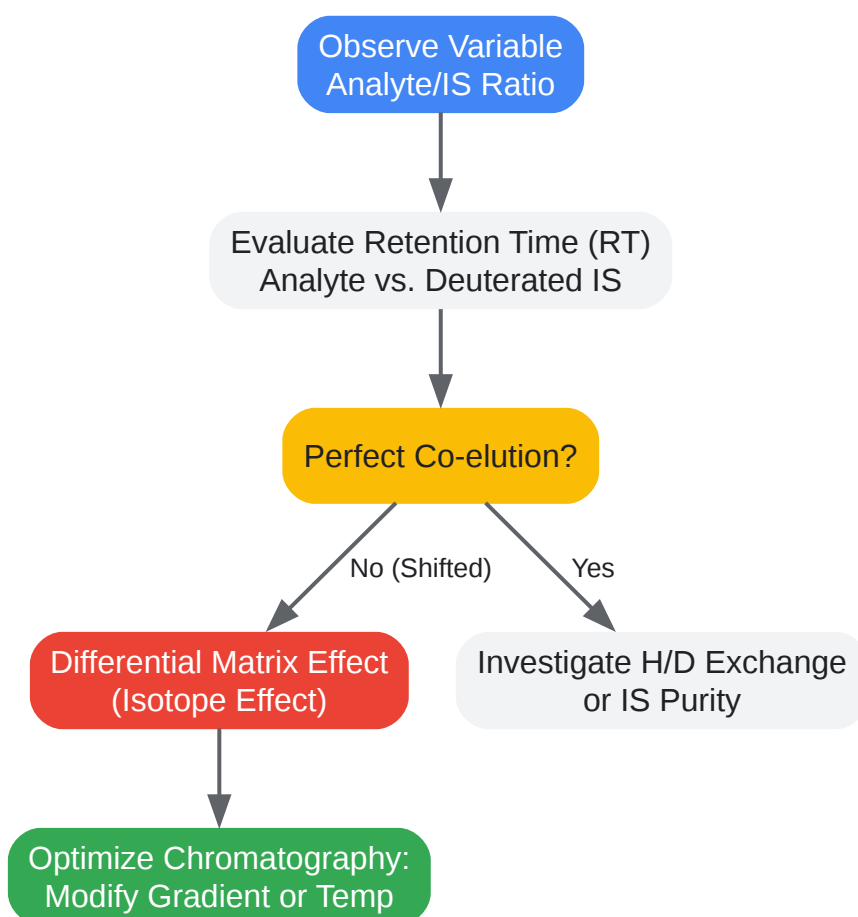 Observe Variable
Analyte/IS Ratio
Evaluate Retention Time (RT)
Analyte vs. Deuterated IS
Perfect Co-elution?
No (Shifted)
Yes
Differential Matrix Effect
(Isotope Effect)
Investigate H/D Exchange
or IS Purity
Optimize Chromatography:
Modify Gradient or Temp